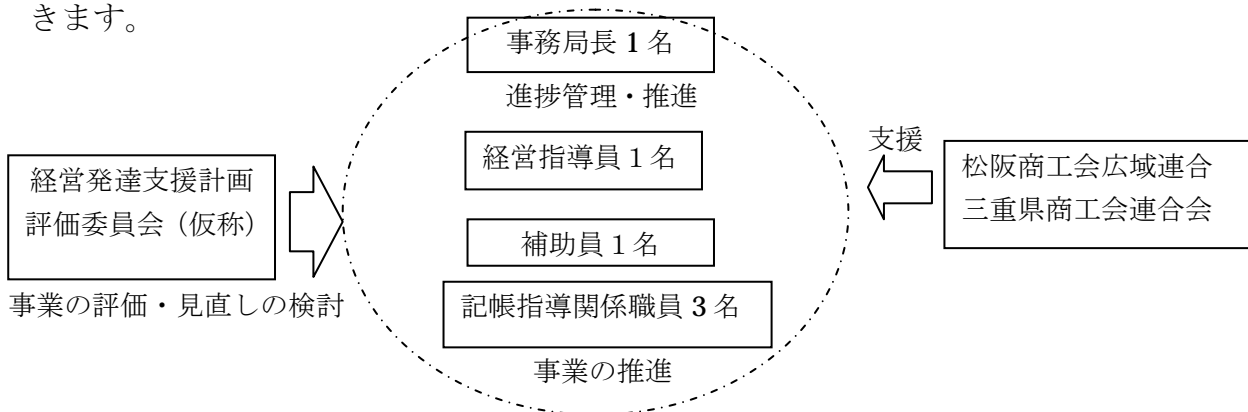 きます。
事務局長 1 名
進捗管理・推進
経営指導員 1 名
補助員 1 名
記帳指導関係職員 3 名
事業の推進
経営発達支援計画
評価委員会（仮称）
事業の評価・見直しの検討
支援
松阪商工会広域連合
三重県商工会連合会